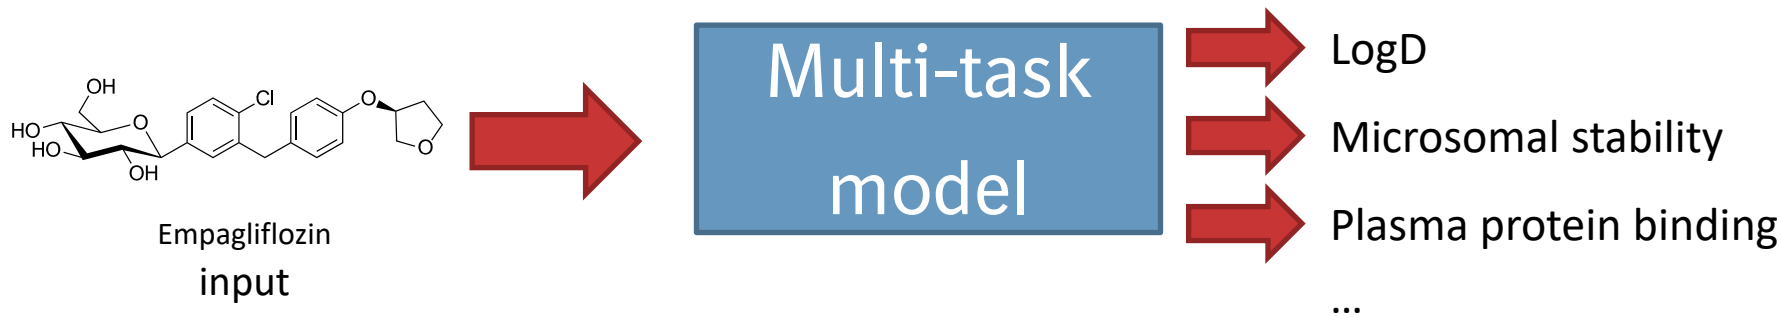 OH
HO
HO
OH
O
Cl
O
O
Empagliflozin
input
Multi-task
model
LogD
Microsomal stability
Plasma protein binding
...